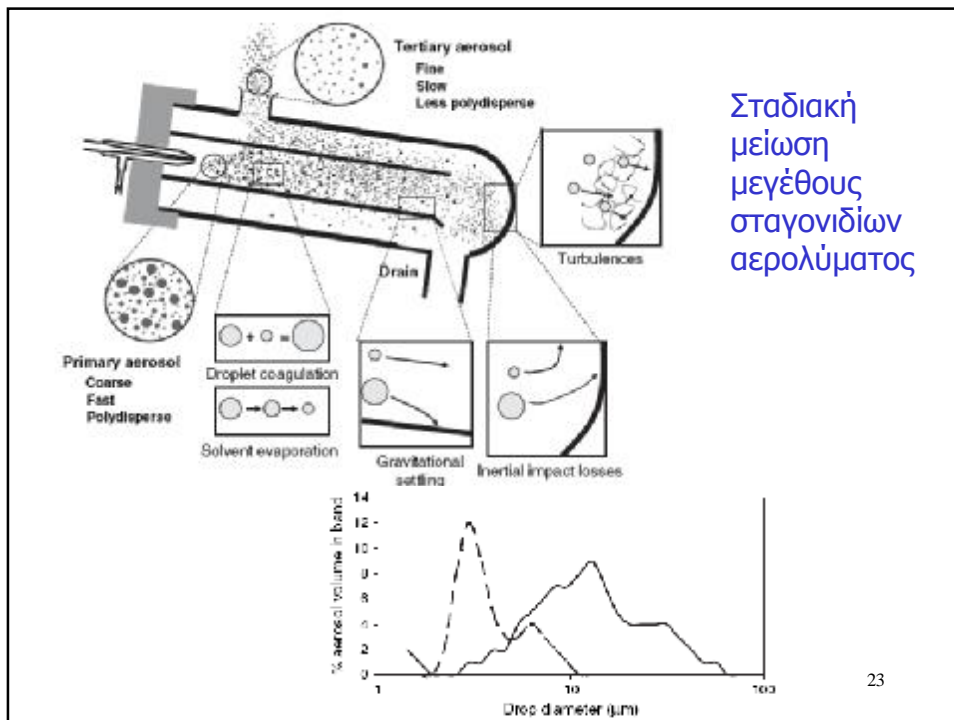 Tertiary aerosol
Fine
Slow
Less polydisperse
Σταδιακή
μείωση
μεγέθους
σταγονιδίων
αερολύματος
Turbulences
Drain
Primary aerosol
Coarse
Fast
Polydisperse
Droplet coagulation
Solvent evaporation
Gravitational
settling
Inertial impact losses
+ =
% aerosol volume in band
14
12
10
8
6
4
2
0
1
10
100
Drop diameter (μm)
23